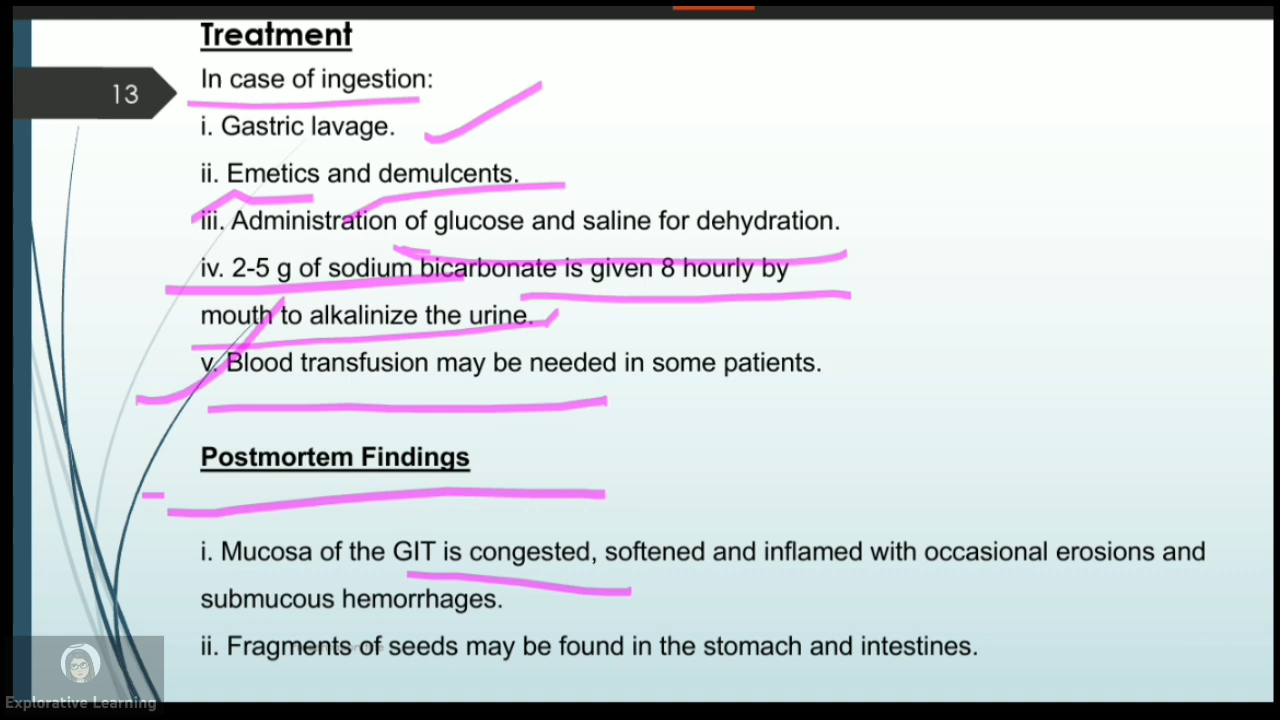 Treatment
13
In case of ingestion:
i. Gastric lavage.
ii. Emetics and demulcents.
iii. Administration of glucose and saline for dehydration.
iv. 2-5 g of sodium bicarbonate is given 8 hourly by
mouth to alkalinize the urine.
v. Blood transfusion may be needed in some patients.
Postmortem Findings
i. Mucosa of the GIT is congested, softened and inflamed with occasional erosions and
submucous hemorrhages.
ii. Fragments of seeds may be found in the stomach and intestines.
Explorative Learning